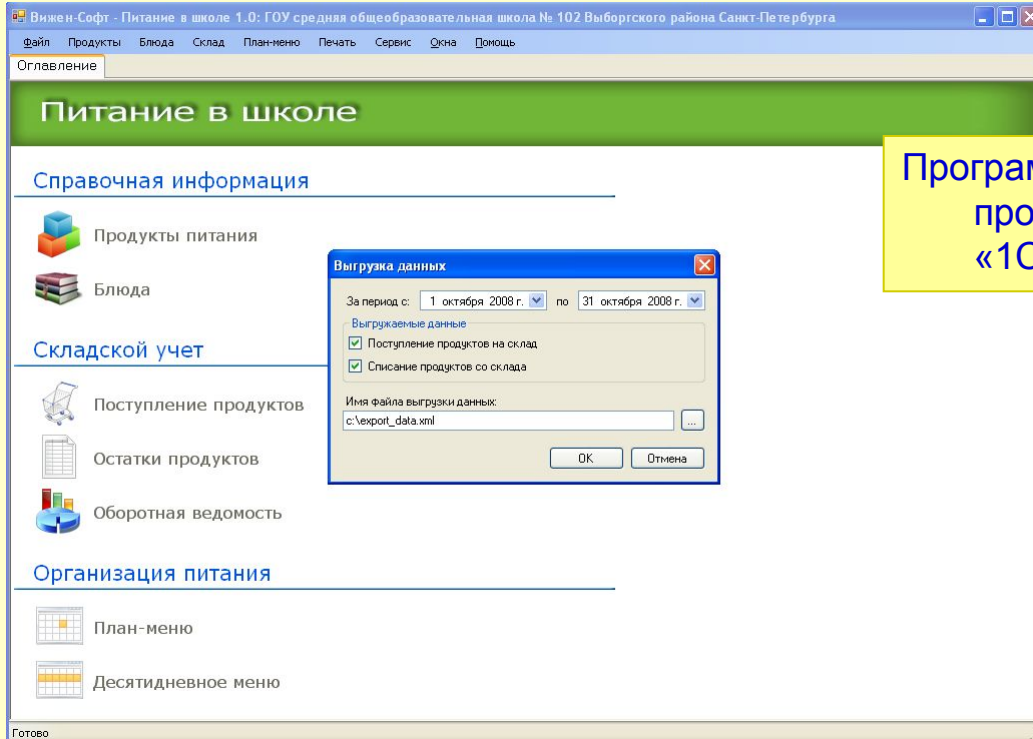 Вижен-Софт - Питание в школе 1.0: ГОУ средняя общеобразовательная школа № 102 Выборгского района Санкт-Петербурга
Файл Продукты Блюда Склад План-меню Печать Сервис Окна Помощь
Оглавление
Питание в школе
Справочная информация
Продукты питания
Блюда
Складской учет
Поступление продуктов
Остатки продуктов
Оборотная ведомость
Организация питания
План-меню
Десятидневное меню
Готово
Выгрузка данных
За период с: 1 октября 2008 г. по 31 октября 2008 г.
Выгружаемые данные
Поступление продуктов на склад
Списание продуктов со склада
Имя файла выгрузки данных:
c:\export_data.xml
...
OK Отмена